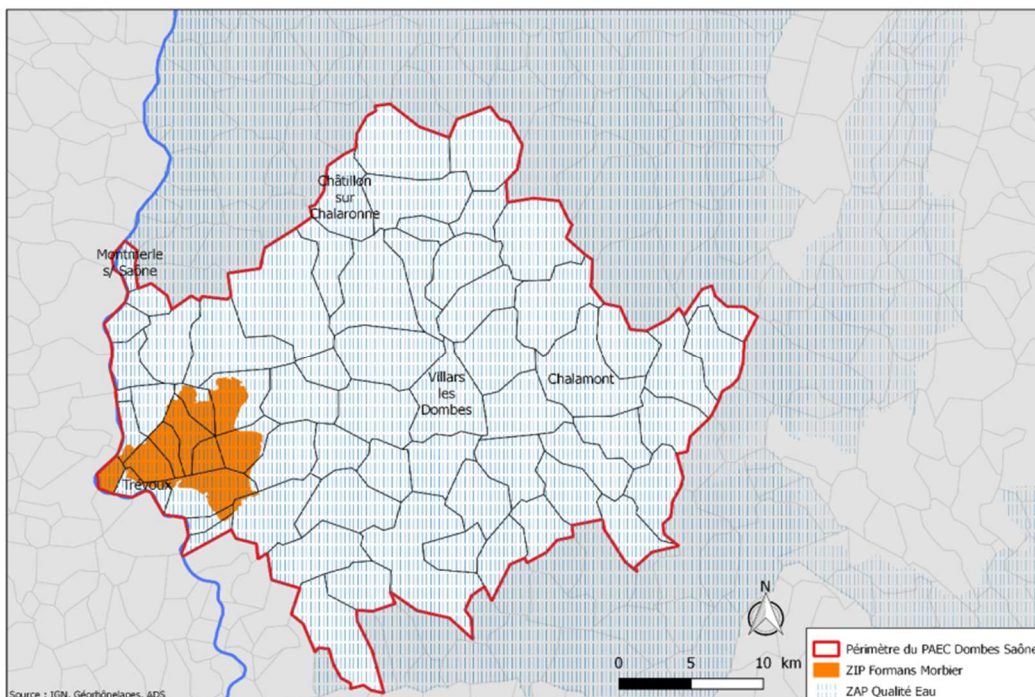 Châtillon
sur
Chalaronne
Montmerle
s/ Saône
Villars
les
Dombes
Chalamont
Trévoux
N
0 5 10 km
Périmètre du PAEC Dombes Saône
ZIP Formans Morbier
ZAP Qualité Eau
Source : IGN, Géorhônelapes, ADS